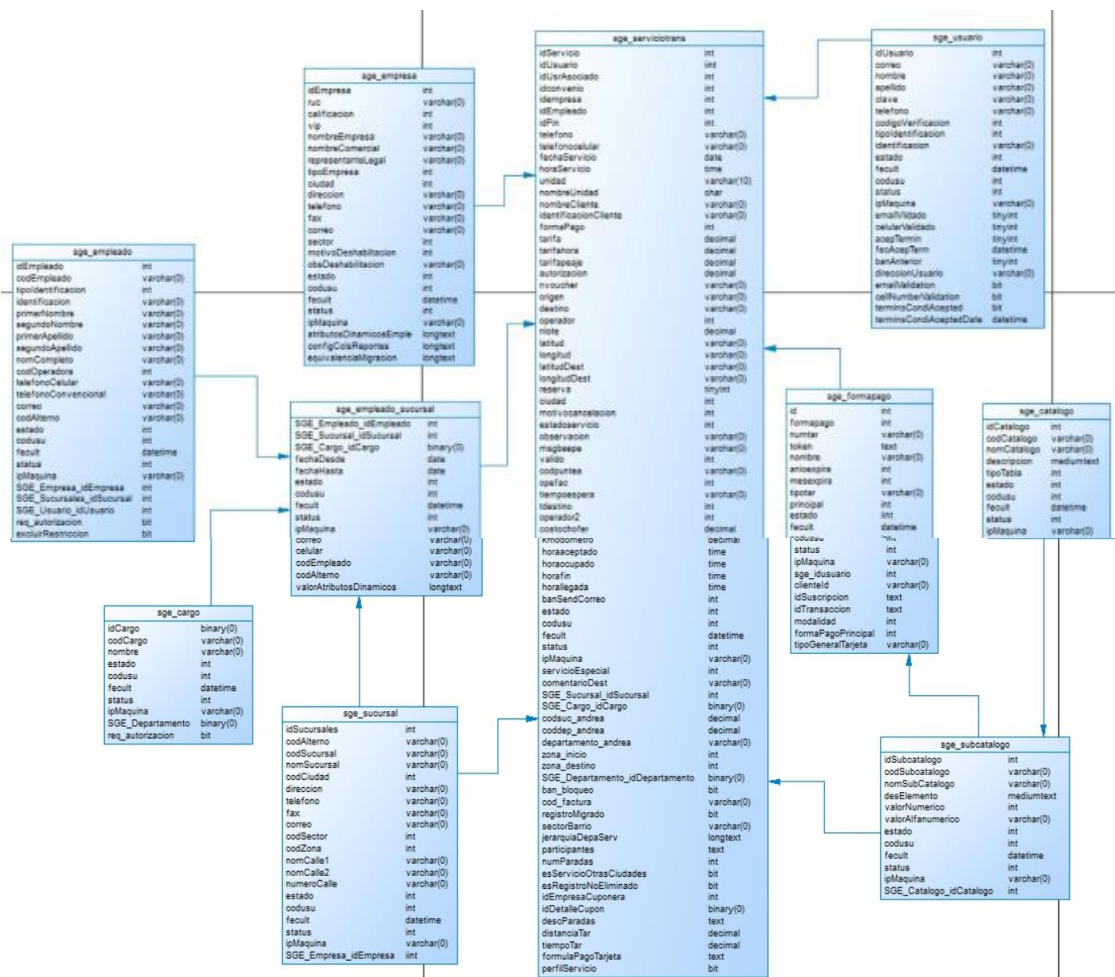 sge_empresa
idEmpresa int
ruc varchar(0)
calificacion int
vip int
nombreEmpresa varchar(0)
nombreComercial varchar(0)
representanteLegal varchar(0)
tipoEmpresa int
ciudad int
direccion varchar(0)
telefono varchar(0)
fax varchar(0)
correo varchar(0)
sector int
motivoDeshabilitacion int
obsDeshabilitacion varchar(0)
estado int
codusu int
fecult datetime
status int
ipMaquina varchar(0)
atributosDinamicosEmple longtext
configColsReportes longtext
equivalenciaMigracion longtext
sge_serviciotrans
idServicio int
idUsuario iint
idUsrAsociado int
idconvenio int
idempresa int
idEmpleado int
idPin int
telefono varchar(0)
telefonocelular varchar(0)
fechaServicio date
horaServicio time
unidad varchar(10)
nombreUnidad char
nombreCliente varchar(0)
identificacionCliente varchar(0)
formaPago int
tarifa decimal
tarifahora decimal
tarifapeaje decimal
autorizacion decimal
nvoucher varchar(0)
origen varchar(0)
destino varchar(0)
operador int
nlote decimal
latitud varchar(0)
longitud varchar(0)
latitudDest varchar(0)
longitudDest varchar(0)
reserva tinyint
ciudad int
motivocancelacion int
estadoservicio int
observacion varchar(0)
msgbeepe varchar(0)
valido int
codpuntea varchar(0)
opefac int
tiempoespera varchar(0)
tdestino int
operador2 int
costochofer decimal
kmodometro decimal
horaaceptado time
horaocupado time
horafin time
horallegada time
banSendCorreo int
estado int
codusu int
fecult datetime
status int
ipMaquina varchar(0)
servicioEspecial int
comentarioDest varchar(0)
SGE_Sucursal_idSucursal int
SGE_Cargo_idCargo binary(0)
codsuc_andrea decimal
coddep_andrea decimal
departamento_andrea varchar(0)
zona_inicio int
zona_destino int
SGE_Departamento_idDepartamento binary(0)
ban_bloqueo bit
cod_factura varchar(0)
registroMigrado bit
sectorBarrio varchar(0)
jerarquiaDepaServ longtext
participantes text
numParadas int
esServicioOtrasCiudades bit
esRegistroNoEliminado bit
idEmpresaCuponera int
idDetalleCupon binary(0)
descParadas text
distanciaTar decimal
tiempoTar decimal
formulaPagoTarjeta text
perfilServicio bit
sge_usuario
idUsuario int
correo varchar(0)
nombre varchar(0)
apellido varchar(0)
clave varchar(0)
telefono varchar(0)
codigoVerificacion int
tipoIdentificacion int
identificacion varchar(0)
estado int
fecult datetime
codusu int
status int
ipMaquina varchar(0)
emailVlidado tinyint
celularValidado tinyint
acepTermin tinyint
fecAcepTerm datetime
banAnterior tinyint
direccionUsuario varchar(0)
emailValidation bit
cellNumberValidation bit
terminsCondiAcepted bit
terminsCondiAceptedDate datetime
sge_empleado
idEmpleado int
codEmpleado varchar(0)
tipoIdentificacion int
identificacion varchar(0)
primerNombre varchar(0)
segundoNombre varchar(0)
primerApellido varchar(0)
segundoApellido varchar(0)
nomCompleto varchar(0)
codOperadora int
telefonoCelular varchar(0)
telefonoConvencional varchar(0)
correo varchar(0)
codAlterno varchar(0)
estado int
codusu int
fecult datetime
status int
ipMaquina varchar(0)
SGE_Empresa_idEmpresa int
SGE_Sucursales_idSucursal int
SGE_Usuario_idUsuario int
req_autorizacion bit
excluirRestriccion bit
sge_empleado_sucursal
SGE_Empleado_idEmpleado int
SGE_Sucursal_idSucursal int
SGE_Cargo_idCargo binary(0)
fechaDesde date
fechaHasta date
estado int
codusu int
fecult datetime
status int
ipMaquina varchar(0)
correo varchar(0)
celular varchar(0)
codEmpleado varchar(0)
codAlterno varchar(0)
valorAtributosDinamicos longtext
sge_formapago
id int
formapago int
numtar varchar(0)
token text
nombre varchar(0)
anioexpira int
mesexpira int
tipotar varchar(0)
principal int
estado iint
fecult datetime
status int
ipMaquina varchar(0)
sge_idusuario int
clienteId varchar(0)
idSuscripcion text
idTransaccion text
modalidad int
formaPagoPrincipal int
tipoGeneralTarjeta varchar(0)
sge_catalogo
idCatalogo int
codCatalogo varchar(0)
nomCatalogo varchar(0)
descripcion mediumtext
tipoTabla int
estado int
codusu int
fecult datetime
status int
ipMaquina varchar(0)
sge_cargo
idCargo binary(0)
codCargo varchar(0)
nombre varchar(0)
estado int
codusu int
fecult datetime
status int
ipMaquina varchar(0)
SGE_Departamento binary(0)
req_autorizacion bit
sge_sucursal
idSucursales int
codAlterno varchar(0)
codSucursal varchar(0)
nomSucursal varchar(0)
codCiudad int
direccion varchar(0)
telefono varchar(0)
fax varchar(0)
correo varchar(0)
codSector int
codZona int
nomCalle1 varchar(0)
nomCalle2 varchar(0)
numeroCalle varchar(0)
estado int
codusu int
fecult datetime
status int
ipMaquina varchar(0)
SGE_Empresa_idEmpresa iint
sge_subcatalogo
idSubcatalogo int
codSubcatalogo varchar(0)
nomSubCatalogo varchar(0)
desElemento mediumtext
valorNumerico int
valorAlfanumerico varchar(0)
estado int
codusu int
fecult datetime
status int
ipMaquina varchar(0)
SGE_Catalogo_idCatalogo int